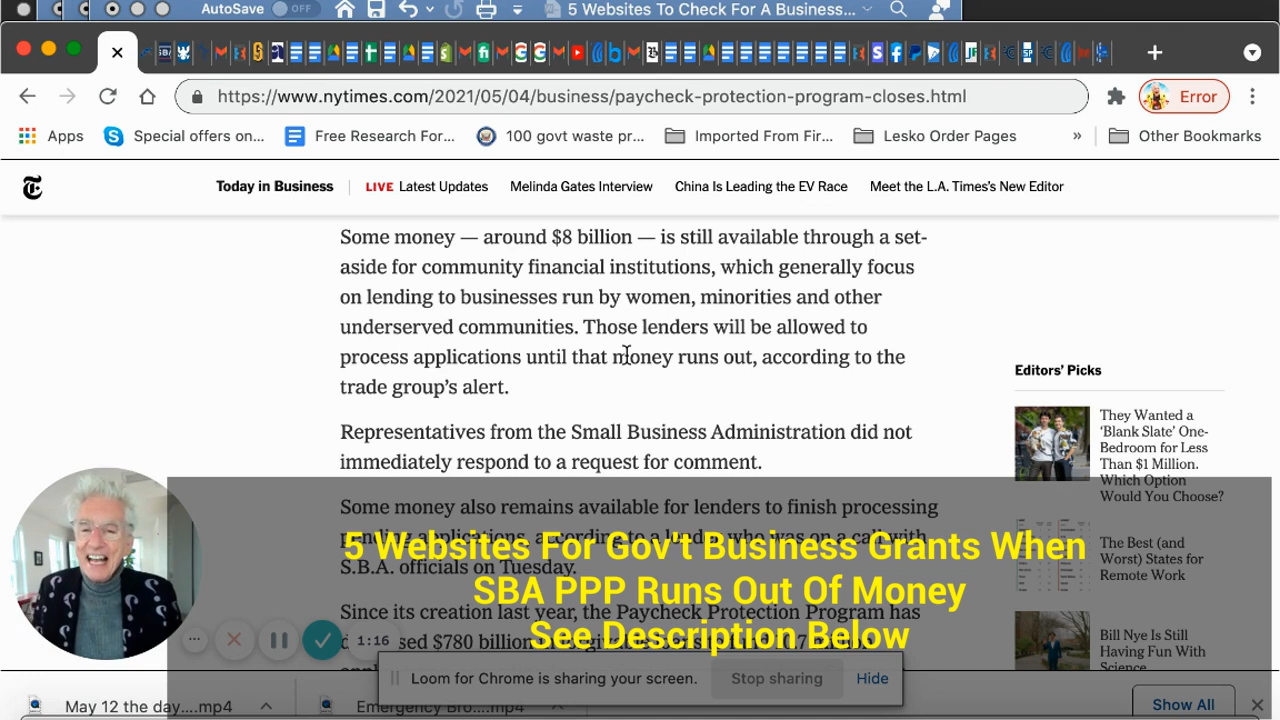 AutoSave OFF 5 Websites To Check For A Business...
https://www.nytimes.com/2021/05/04/business/paycheck-protection-program-closes.html Error
Apps Special offers on... Free Research For... 100 govt waste pr... Imported From Fir... Lesko Order Pages » Other Bookmarks
Today in Business LIVE Latest Updates Melinda Gates Interview China Is Leading the EV Race Meet the L.A. Times's New Editor
Some money — around $8 billion — is still available through a set-
aside for community financial institutions, which generally focus
on lending to businesses run by women, minorities and other
underserved communities. Those lenders will be allowed to
process applications until that money runs out, according to the
trade group's alert.
Representatives from the Small Business Administration did not
immediately respond to a request for comment.
Some money also remains available for lenders to finish processing
pending applications, according to a lender who was on a call with
S.B.A. officials on Tuesday.
Since its creation last year, the Paycheck Protection Program has
sed $780 billion in
Editors' Picks
They Wanted a
'Blank Slate' One-
Bedroom for Less
Than $1 Million.
Which Option
Would You Choose?
The Best (and
Worst) States for
Remote Work
Bill Nye Is Still
Having Fun With
Science
5 Websites For Gov't Business Grants When
SBA PPP Runs Out Of Money
See Description Below
1:16
Loom for Chrome is sharing your screen. Stop sharing Hide
May 12 the day....mp4 Emergency Bro....mp4 Show All